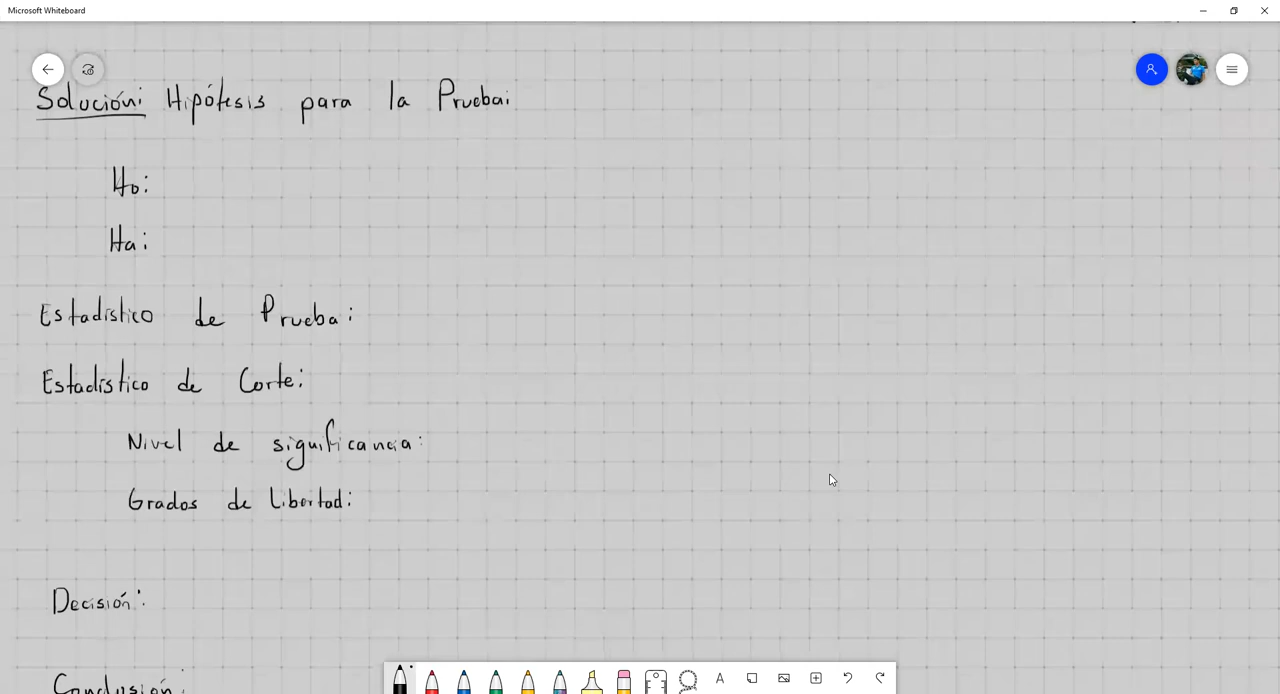 Microsoft Whiteboard
Solución: Hipótesis para la Prueba:
Ho:
Ha:
Estadístico de Prueba:
Estadístico de Corte:
Nivel de significancia:
Grados de libertad:
Decisión:
Conclusión:
A